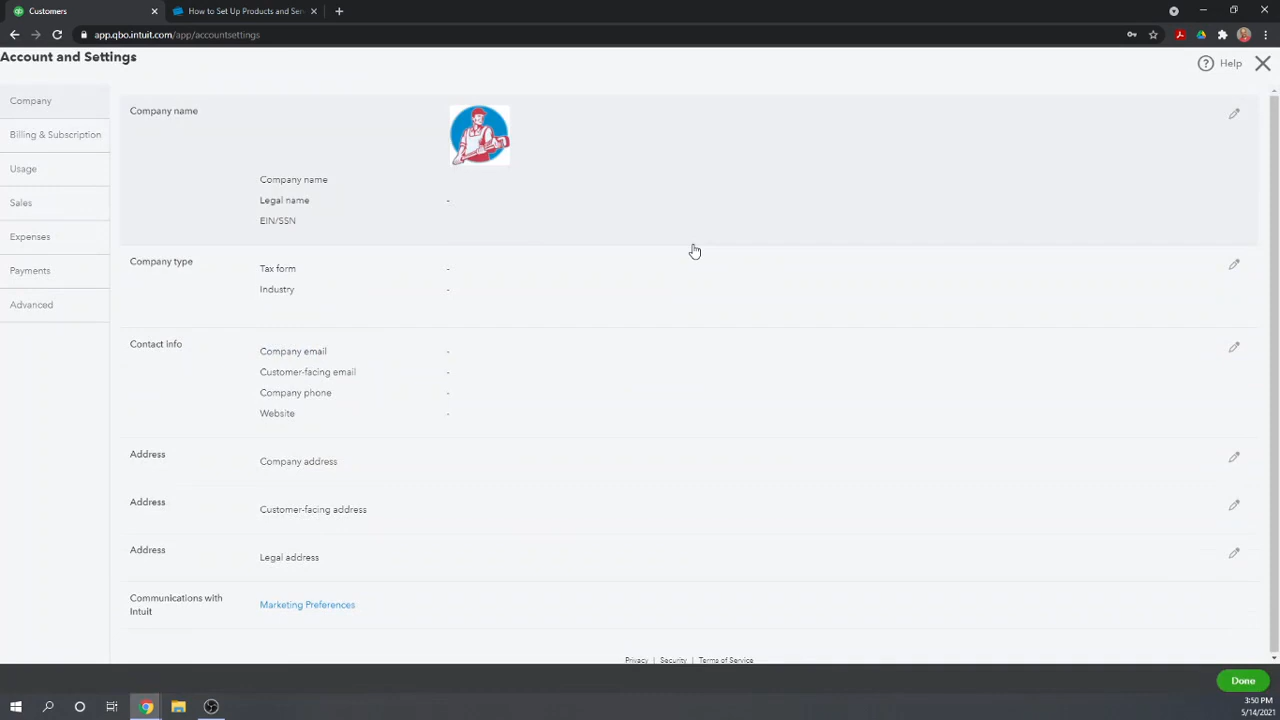 Customers
How to Set Up Products and Ser
app.qbo.intuit.com/app/accountsettings
Account and Settings
Help
Company
Billing & Subscription
Usage
Sales
Expenses
Payments
Advanced
Company name
Company name
Legal name -
EIN/SSN
Company type
Tax form -
Industry -
Contact info
Company email -
Customer-facing email -
Company phone -
Website -
Address
Company address
Address
Customer-facing address
Address
Legal address
Communications with
Intuit
Marketing Preferences
Privacy | Security | Terms of Service
Done
3:50 PM
5/14/2021